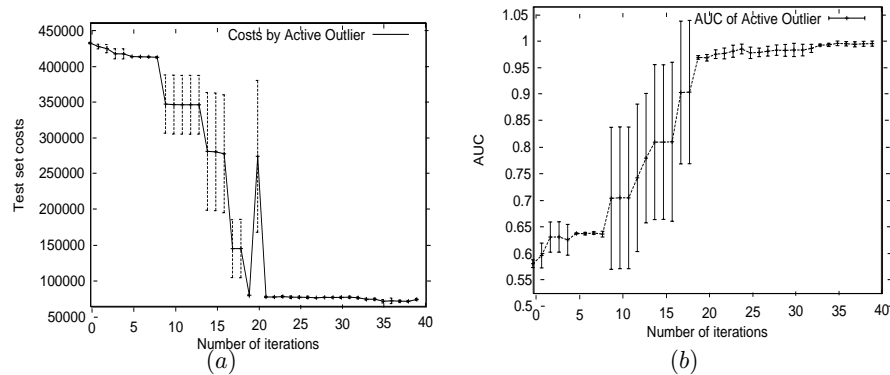 450000
400000
350000
300000
250000
200000
150000
100000
50000
Test set costs
Costs by Active Outlier
0 5 10 15 20 25 30 35 40
Number of iterations
(a)
1.05
1
0.95
0.9
0.85
0.8
0.75
0.7
0.65
0.6
0.55
0.5
AUC
AUC of Active Outlier
0 5 10 15 20 25 30 35 40
Number of iterations
(b)